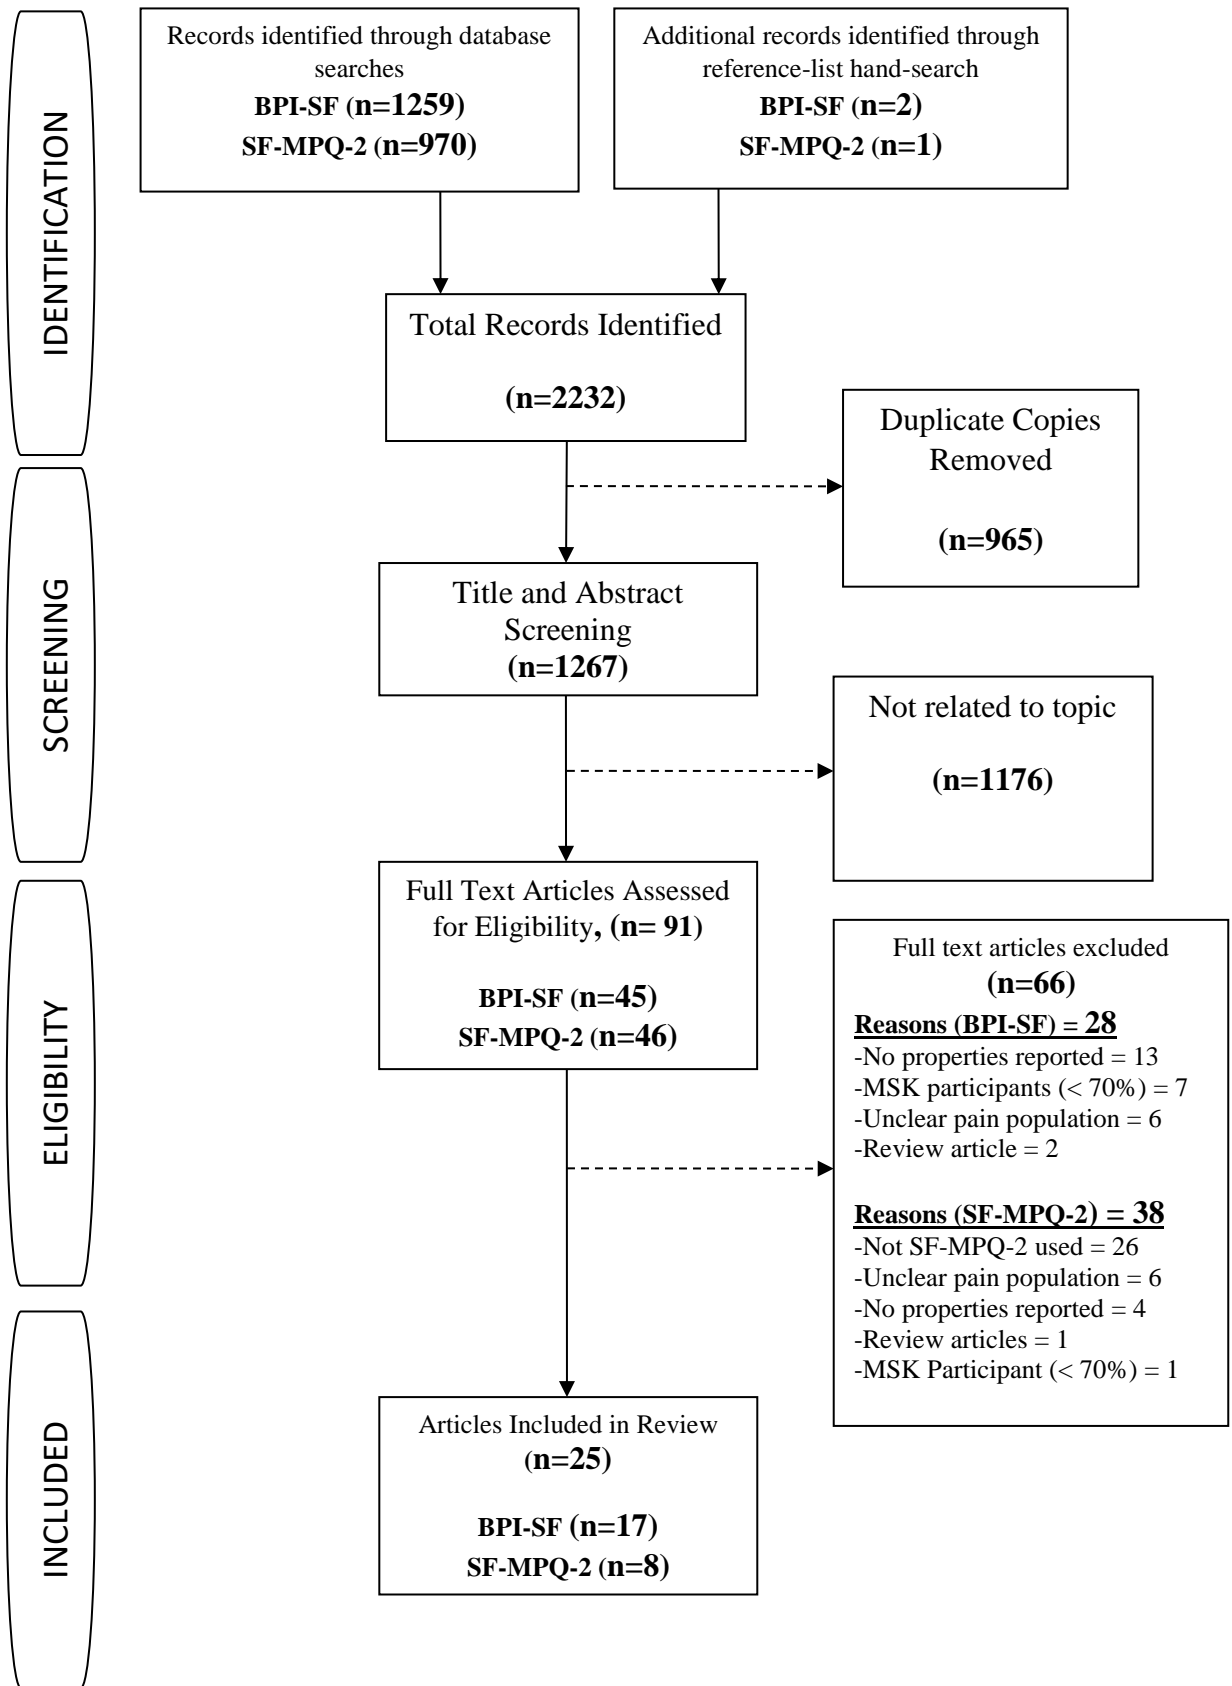 IDENTIFICATION
Records identified through database
searches
BPI-SF (n=1259)
SF-MPQ-2 (n=970)
Additional records identified through
reference-list hand-search
BPI-SF (n=2)
SF-MPQ-2 (n=1)
Total Records Identified
(n=2232)
Duplicate Copies
Removed
(n=965)
SCREENING
Title and Abstract
Screening
(n=1267)
Not related to topic
(n=1176)
ELIGIBILITY
Full Text Articles Assessed
for Eligibility, (n= 91)
BPI-SF (n=45)
SF-MPQ-2 (n=46)
Full text articles excluded
(n=66)
Reasons (BPI-SF) = 28
-No properties reported = 13
-MSK participants (< 70%) = 7
-Unclear pain population = 6
-Review article = 2
Reasons (SF-MPQ-2) = 38
-Not SF-MPQ-2 used = 26
-Unclear pain population = 6
-No properties reported = 4
-Review articles = 1
-MSK Participant (< 70%) = 1
INCLUDED
Articles Included in Review
(n=25)
BPI-SF (n=17)
SF-MPQ-2 (n=8)